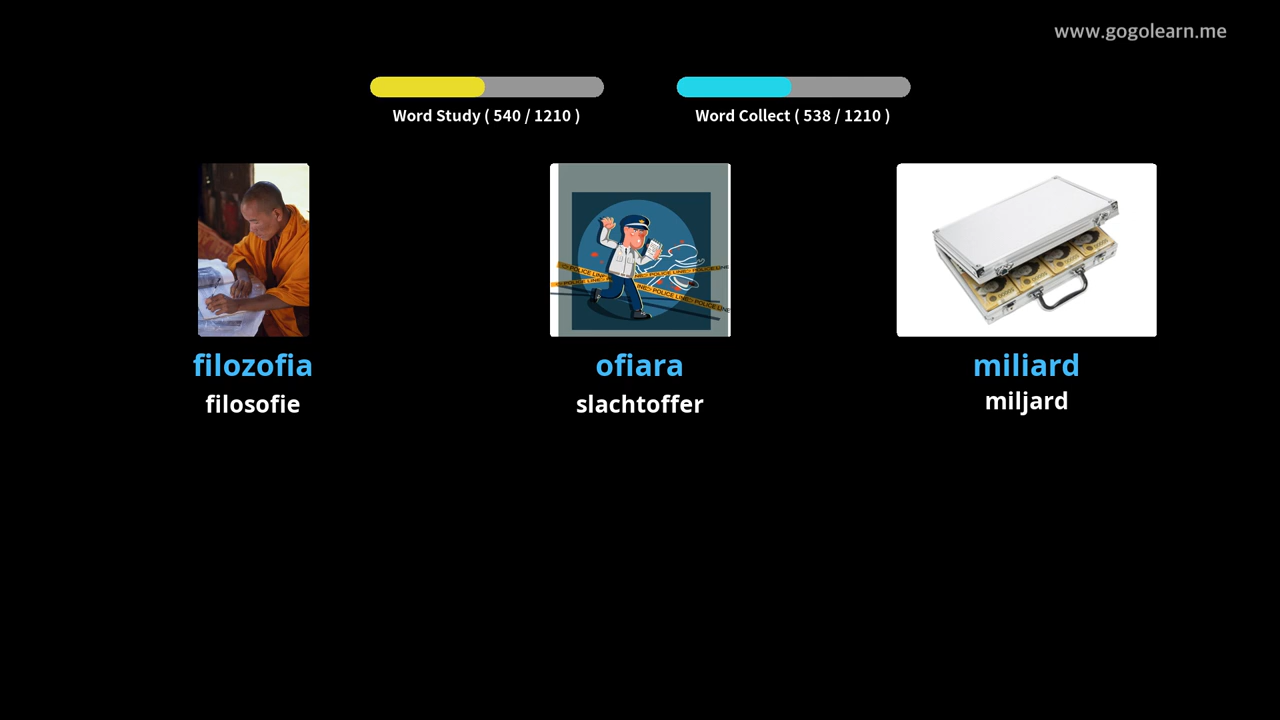 www.gogolearn.me
Word Study ( 540 / 1210 )
Word Collect ( 538 / 1210 )
filozofia
filosofie
ofiara
slachtoffer
miliard
miljard